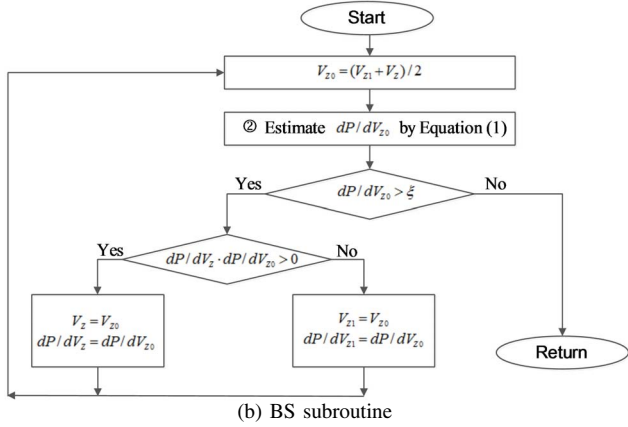 Start
V_{Z0} = (V_{Z1} + V_Z) / 2
② Estimate dP/dV_{Z0} by Equation (1)
Yes
No
dP/dV_{Z0} > ξ
Yes
No
dP/dV_Z · dP/dV_{Z0} > 0
V_Z = V_{Z0}
dP/dV_Z = dP/dV_{Z0}
V_{Z1} = V_{Z0}
dP/dV_{Z1} = dP/dV_{Z0}
Return
(b) BS subroutine